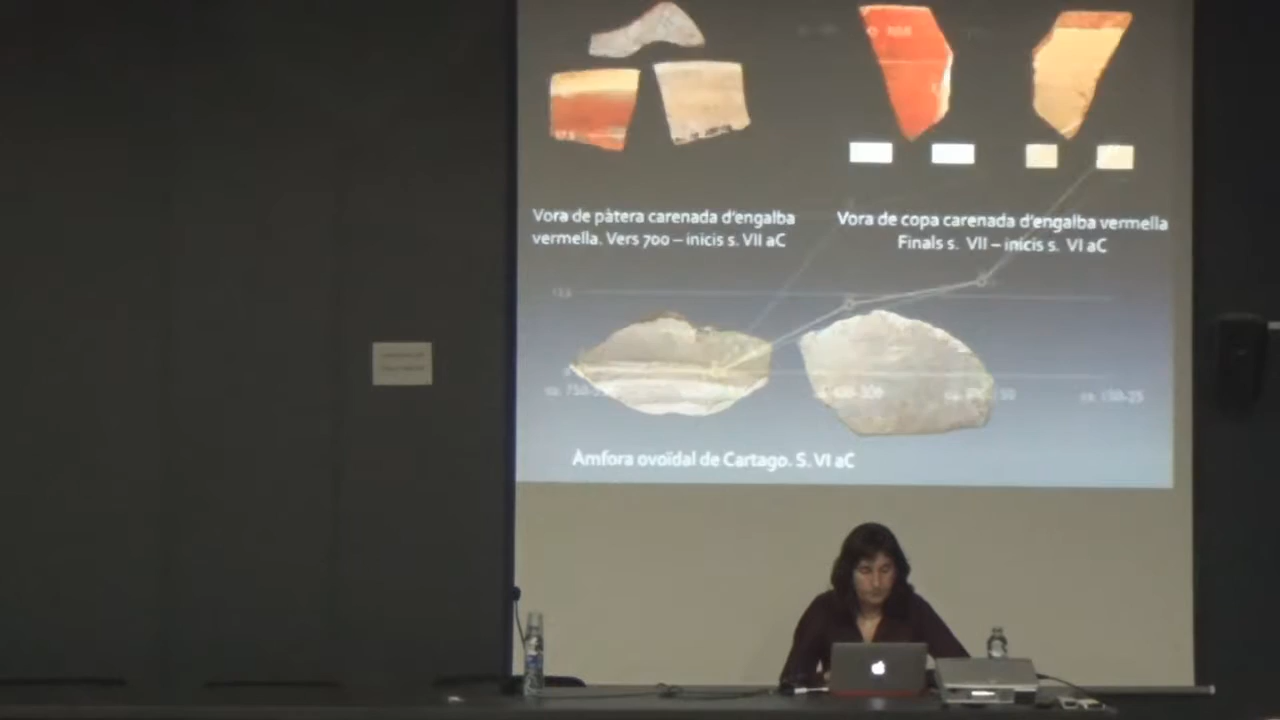 Vora de pàtera carenada d'engalba
vermella. Vers 700 – inicis s. VII aC
Vora de copa carenada d'engalba vermella
Finals s. VII – inicis s. VI aC
Àmfora ovoïdal de Cartago. S. VI aC